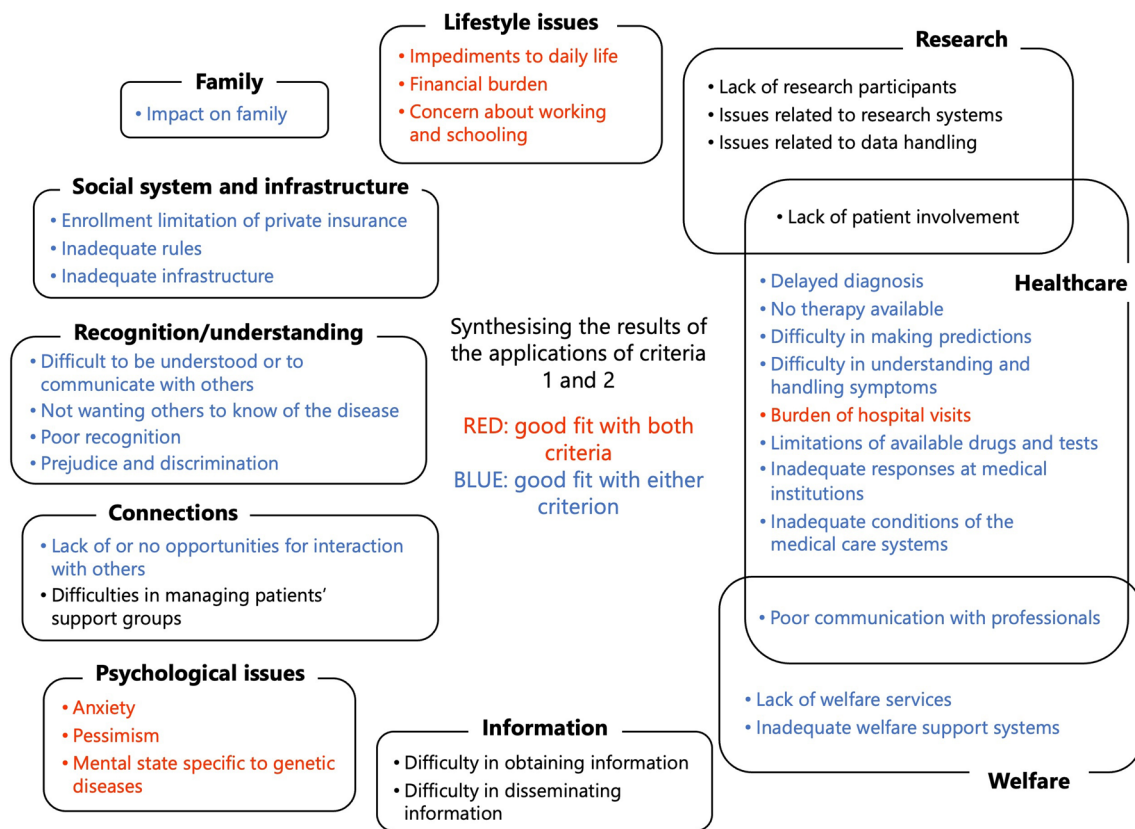 Lifestyle issues
• Impediments to daily life
• Financial burden
• Concern about working
and schooling
Family
• Impact on family
Research
• Lack of research participants
• Issues related to research systems
• Issues related to data handling
• Lack of patient involvement
Social system and infrastructure
• Enrollment limitation of private insurance
• Inadequate rules
• Inadequate infrastructure
Healthcare
• Delayed diagnosis
• No therapy available
• Difficulty in making predictions
• Difficulty in understanding and
handling symptoms
• Burden of hospital visits
• Limitations of available drugs and tests
• Inadequate responses at medical
institutions
• Inadequate conditions of the
medical care systems
• Poor communication with professionals
Recognition/understanding
• Difficult to be understood or to
communicate with others
• Not wanting others to know of the disease
• Poor recognition
• Prejudice and discrimination
Synthesising the results of
the applications of criteria
1 and 2
RED: good fit with both
criteria
BLUE: good fit with either
criterion
Connections
• Lack of or no opportunities for interaction
with others
• Difficulties in managing patients’
support groups
Psychological issues
• Anxiety
• Pessimism
• Mental state specific to genetic
diseases
Information
• Difficulty in obtaining information
• Difficulty in disseminating
information
• Lack of welfare services
• Inadequate welfare support systems
Welfare